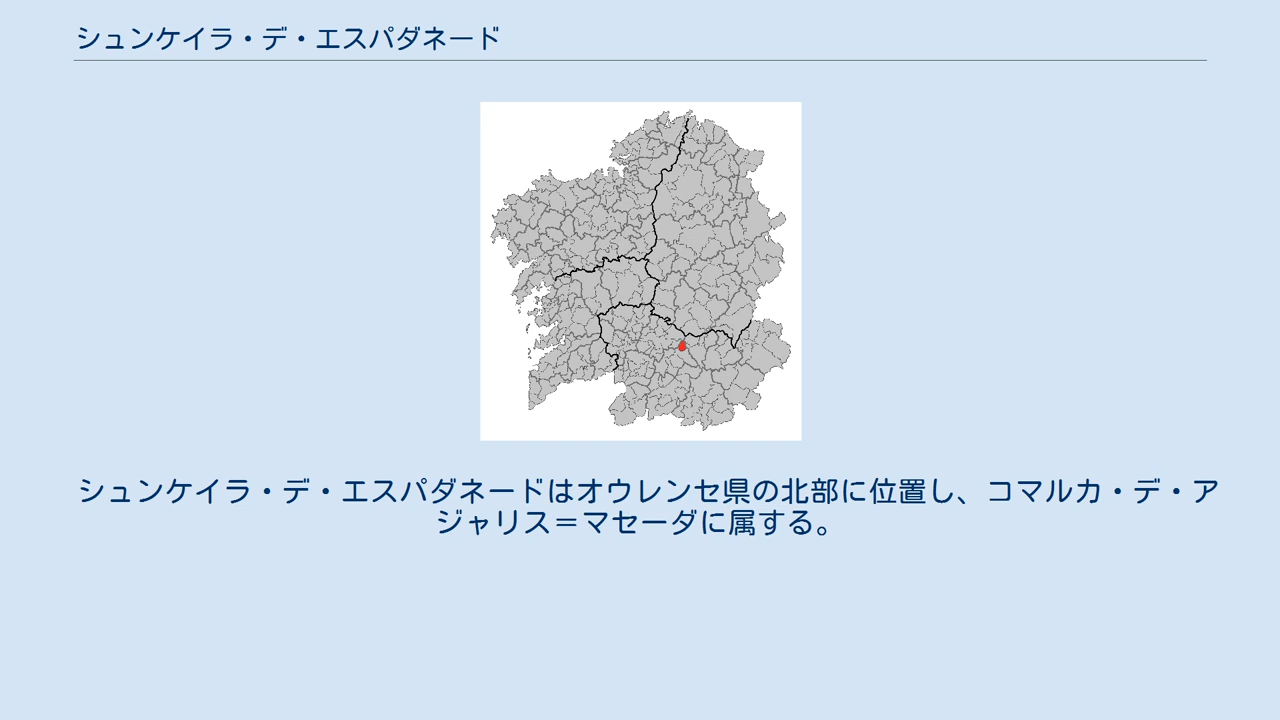 シュンケイラ・デ・エスパダネード
シュンケイラ・デ・エスパダネードはオウレンセ県の北部に位置し、コマルカ・デ・ア
ジャリス＝マセーダに属する。